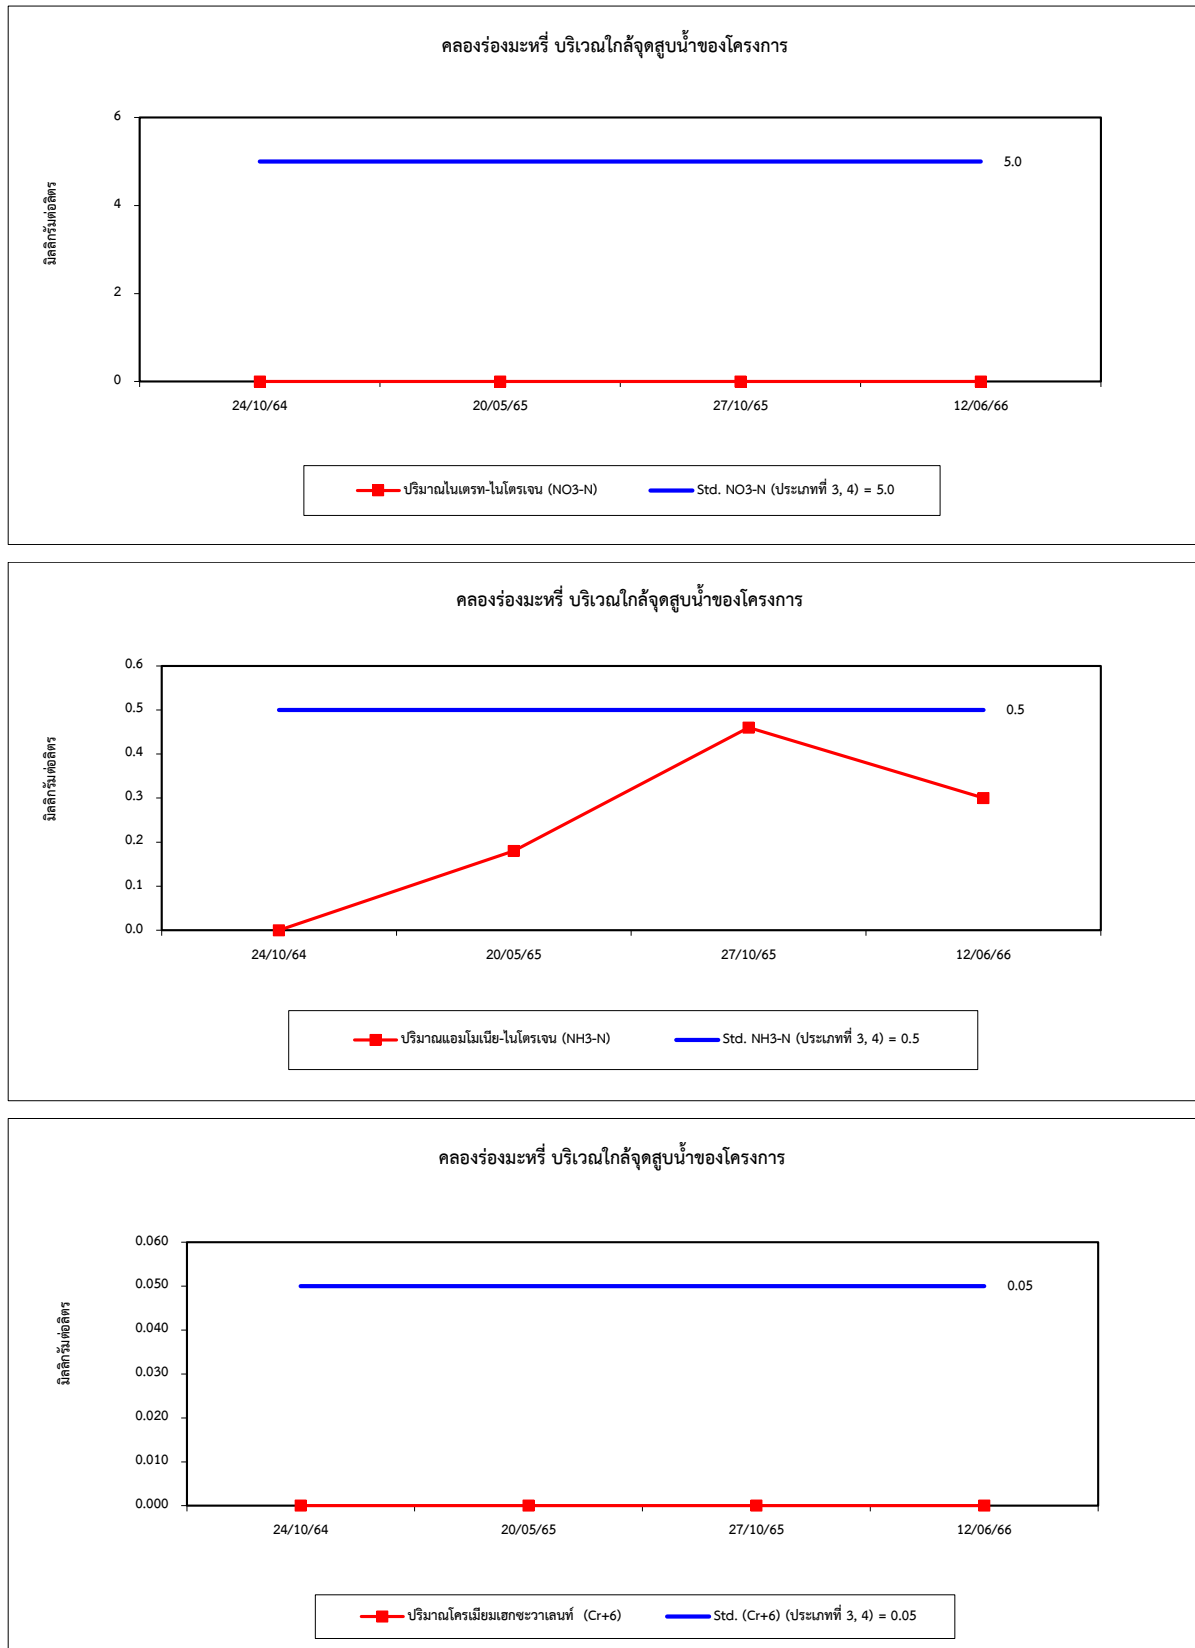 คลองร่องมะหรี่ บริเวณใกล้จุดสูบน้ำของโครงการ
มิลลิกรัมต่อลิตร
6
4
2
0
5.0
24/10/64 20/05/65 27/10/65 12/06/66
ปริมาณไนเตรท-ไนโตรเจน (NO3-N) Std. NO3-N (ประเภทที่ 3, 4) = 5.0
คลองร่องมะหรี่ บริเวณใกล้จุดสูบน้ำของโครงการ
มิลลิกรัมต่อลิตร
0.6
0.5
0.4
0.3
0.2
0.1
0.0
0.5
24/10/64 20/05/65 27/10/65 12/06/66
ปริมาณแอมโมเนีย-ไนโตรเจน (NH3-N) Std. NH3-N (ประเภทที่ 3, 4) = 0.5
คลองร่องมะหรี่ บริเวณใกล้จุดสูบน้ำของโครงการ
มิลลิกรัมต่อลิตร
0.060
0.050
0.040
0.030
0.020
0.010
0.000
0.05
24/10/64 20/05/65 27/10/65 12/06/66
ปริมาณโครเมียมเฮกซะวาเลนท์ (Cr+6) Std. (Cr+6) (ประเภทที่ 3, 4) = 0.05